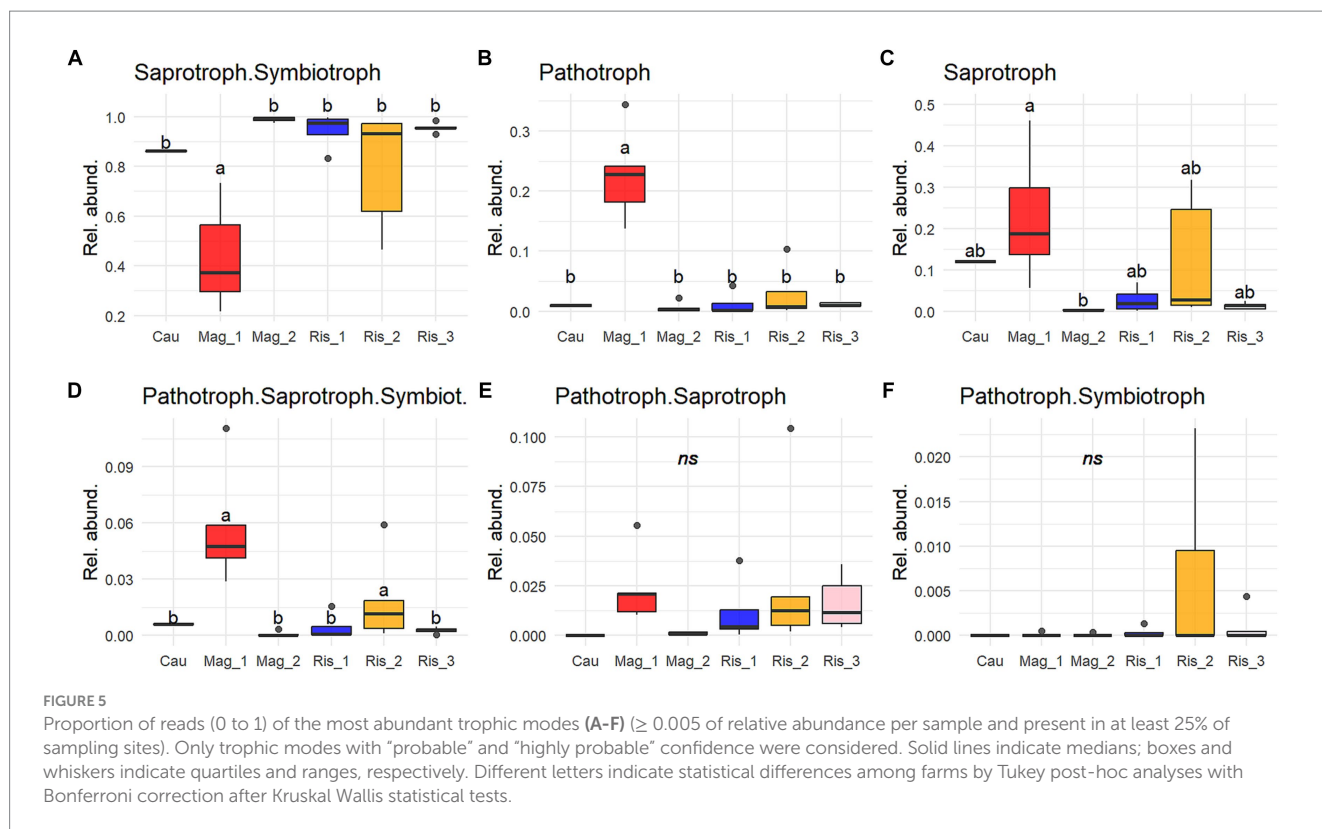 A
Saprotroph.Symbiotroph
Rel. abund.
1.0
0.8
0.6
0.4
0.2
b
a
b
b
b
b
Cau Mag_1 Mag_2 Ris_1 Ris_2 Ris_3
B
Pathotroph
Rel. abund.
0.3
0.2
0.1
0.0
b
a
b
b
b
b
Cau Mag_1 Mag_2 Ris_1 Ris_2 Ris_3
C
Saprotroph
Rel. abund.
0.5
0.4
0.3
0.2
0.1
0.0
ab
a
b
ab
ab
ab
Cau Mag_1 Mag_2 Ris_1 Ris_2 Ris_3
D
Pathotroph.Saprotroph.Symbiot.
Rel. abund.
0.09
0.06
0.03
0.00
b
a
b
b
a
b
Cau Mag_1 Mag_2 Ris_1 Ris_2 Ris_3
E
Pathotroph.Saprotroph
Rel. abund.
0.100
0.075
0.050
0.025
0.000
ns
Cau Mag_1 Mag_2 Ris_1 Ris_2 Ris_3
F
Pathotroph.Symbiotroph
Rel. abund.
0.020
0.015
0.010
0.005
0.000
ns
Cau Mag_1 Mag_2 Ris_1 Ris_2 Ris_3
FIGURE 5
Proportion of reads (0 to 1) of the most abundant trophic modes (A-F) (≥ 0.005 of relative abundance per sample and present in at least 25% of
sampling sites). Only trophic modes with “probable” and “highly probable” confidence were considered. Solid lines indicate medians; boxes and
whiskers indicate quartiles and ranges, respectively. Different letters indicate statistical differences among farms by Tukey post-hoc analyses with
Bonferroni correction after Kruskal Wallis statistical tests.